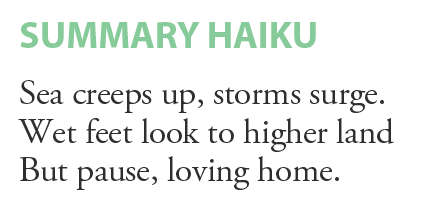 SUMMARY HAIKU
Sea creeps up, storms surge.
Wet feet look to higher land
But pause, loving home.